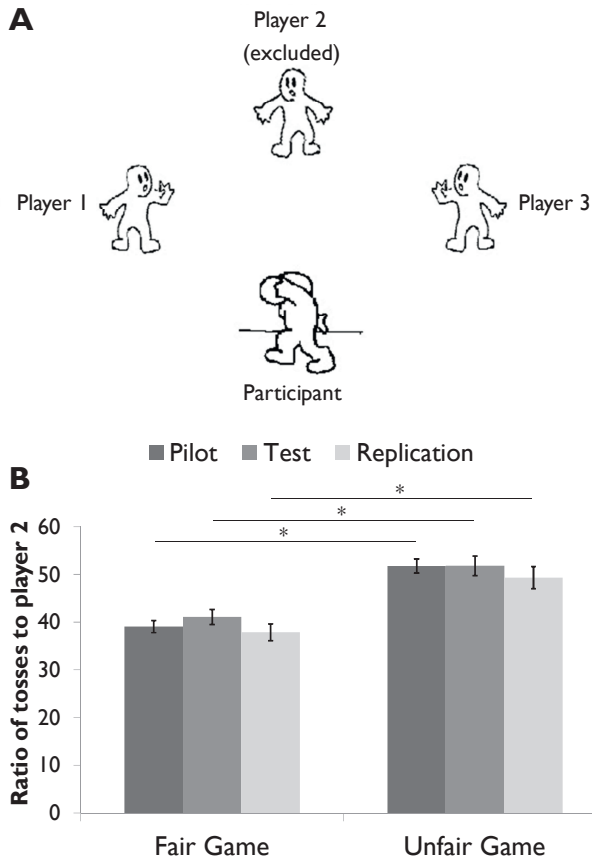 A
Player 2
(excluded)
Player 1
Player 3
Participant
Pilot Test Replication
B
*
*
*
Ratio of tosses to player 2
60
50
40
30
20
10
0
Fair Game Unfair Game